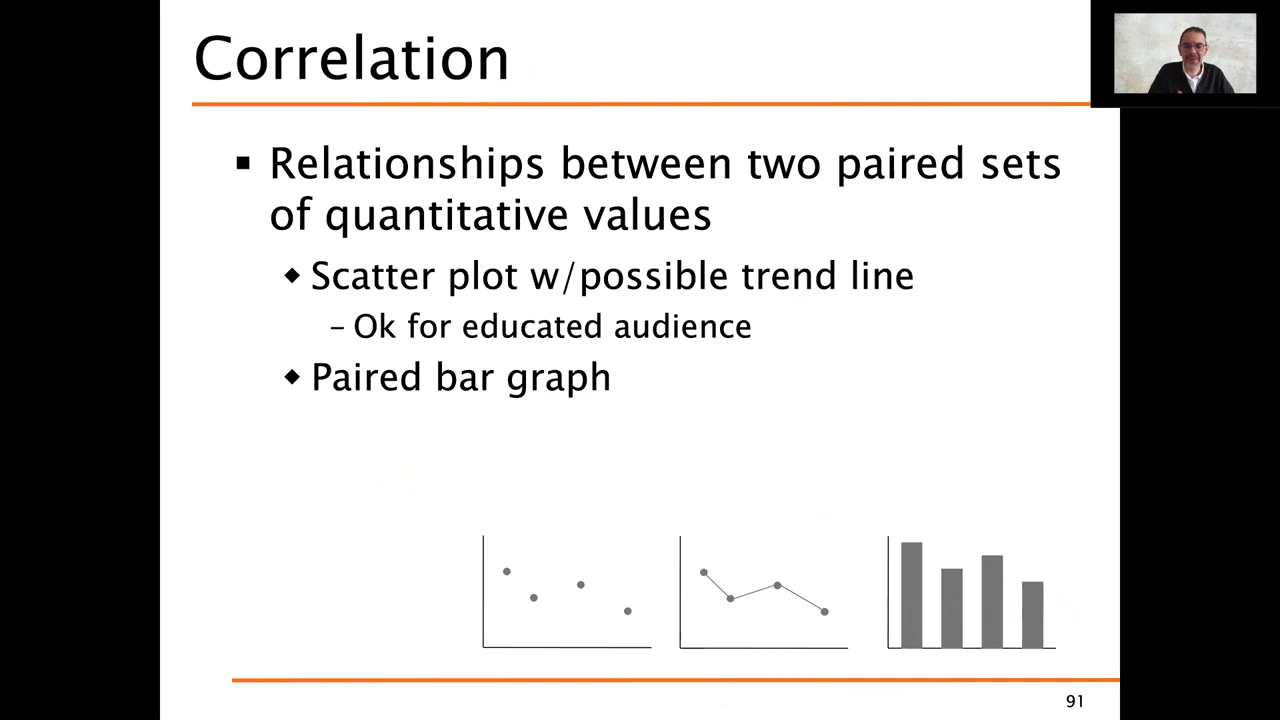 Correlation
▪ Relationships between two paired sets
of quantitative values
◆ Scatter plot w/possible trend line
– Ok for educated audience
◆ Paired bar graph
91